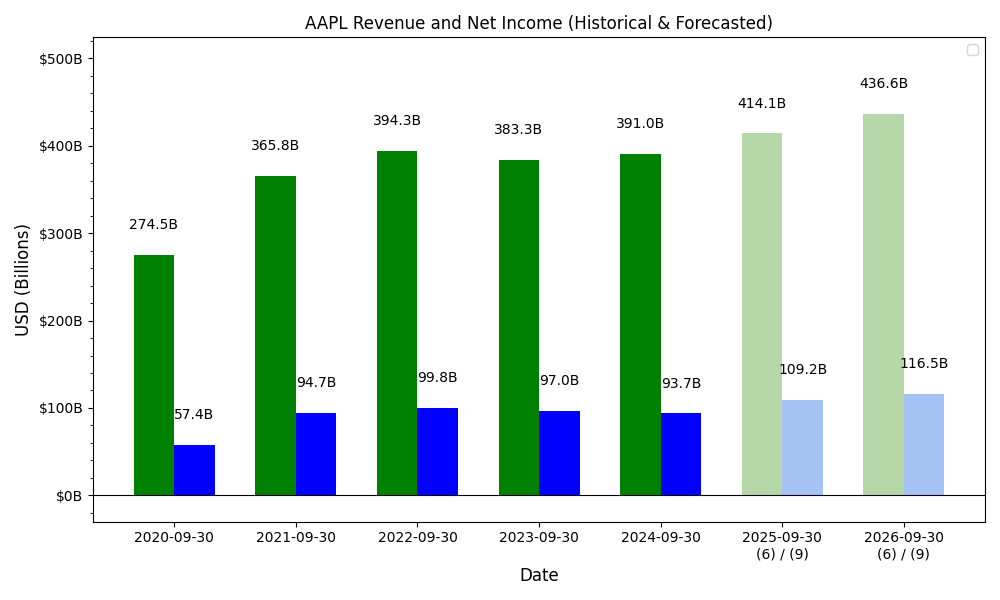 AAPL Revenue and Net Income (Historical & Forecasted)
$500B
$400B
$300B
$200B
$100B
$0B
USD (Billions)
274.5B
57.4B
365.8B
94.7B
394.3B
99.8B
383.3B
97.0B
391.0B
93.7B
414.1B
109.2B
436.6B
116.5B
2020-09-30
2021-09-30
2022-09-30
2023-09-30
2024-09-30
2025-09-30
(6) / (9)
2026-09-30
(6) / (9)
Date